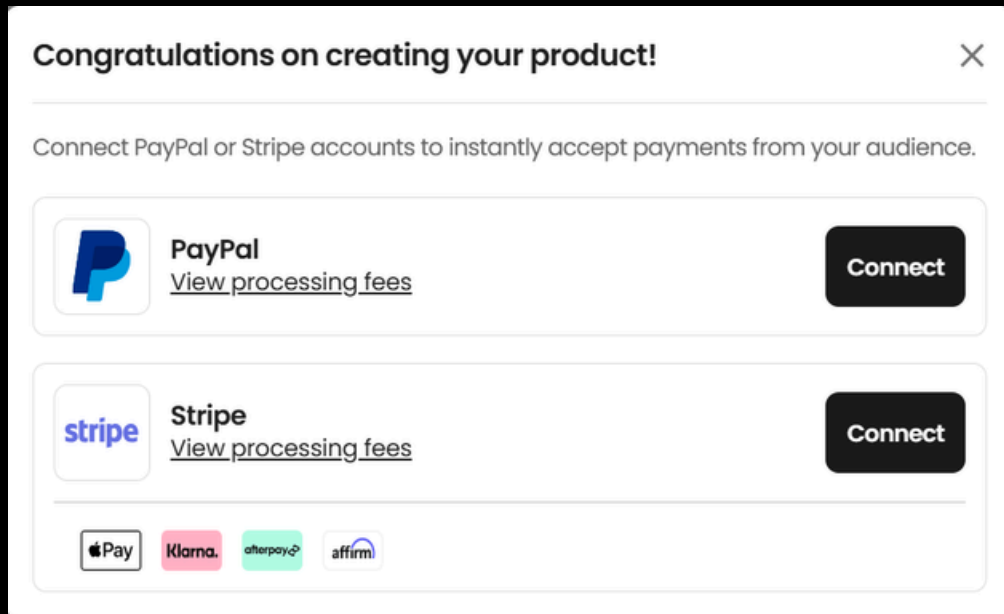 Congratulations on creating your product!
Connect PayPal or Stripe accounts to instantly accept payments from your audience.
PayPal
View processing fees
Connect
stripe
Stripe
View processing fees
Connect
Pay
Klarna.
afterpay
affirm